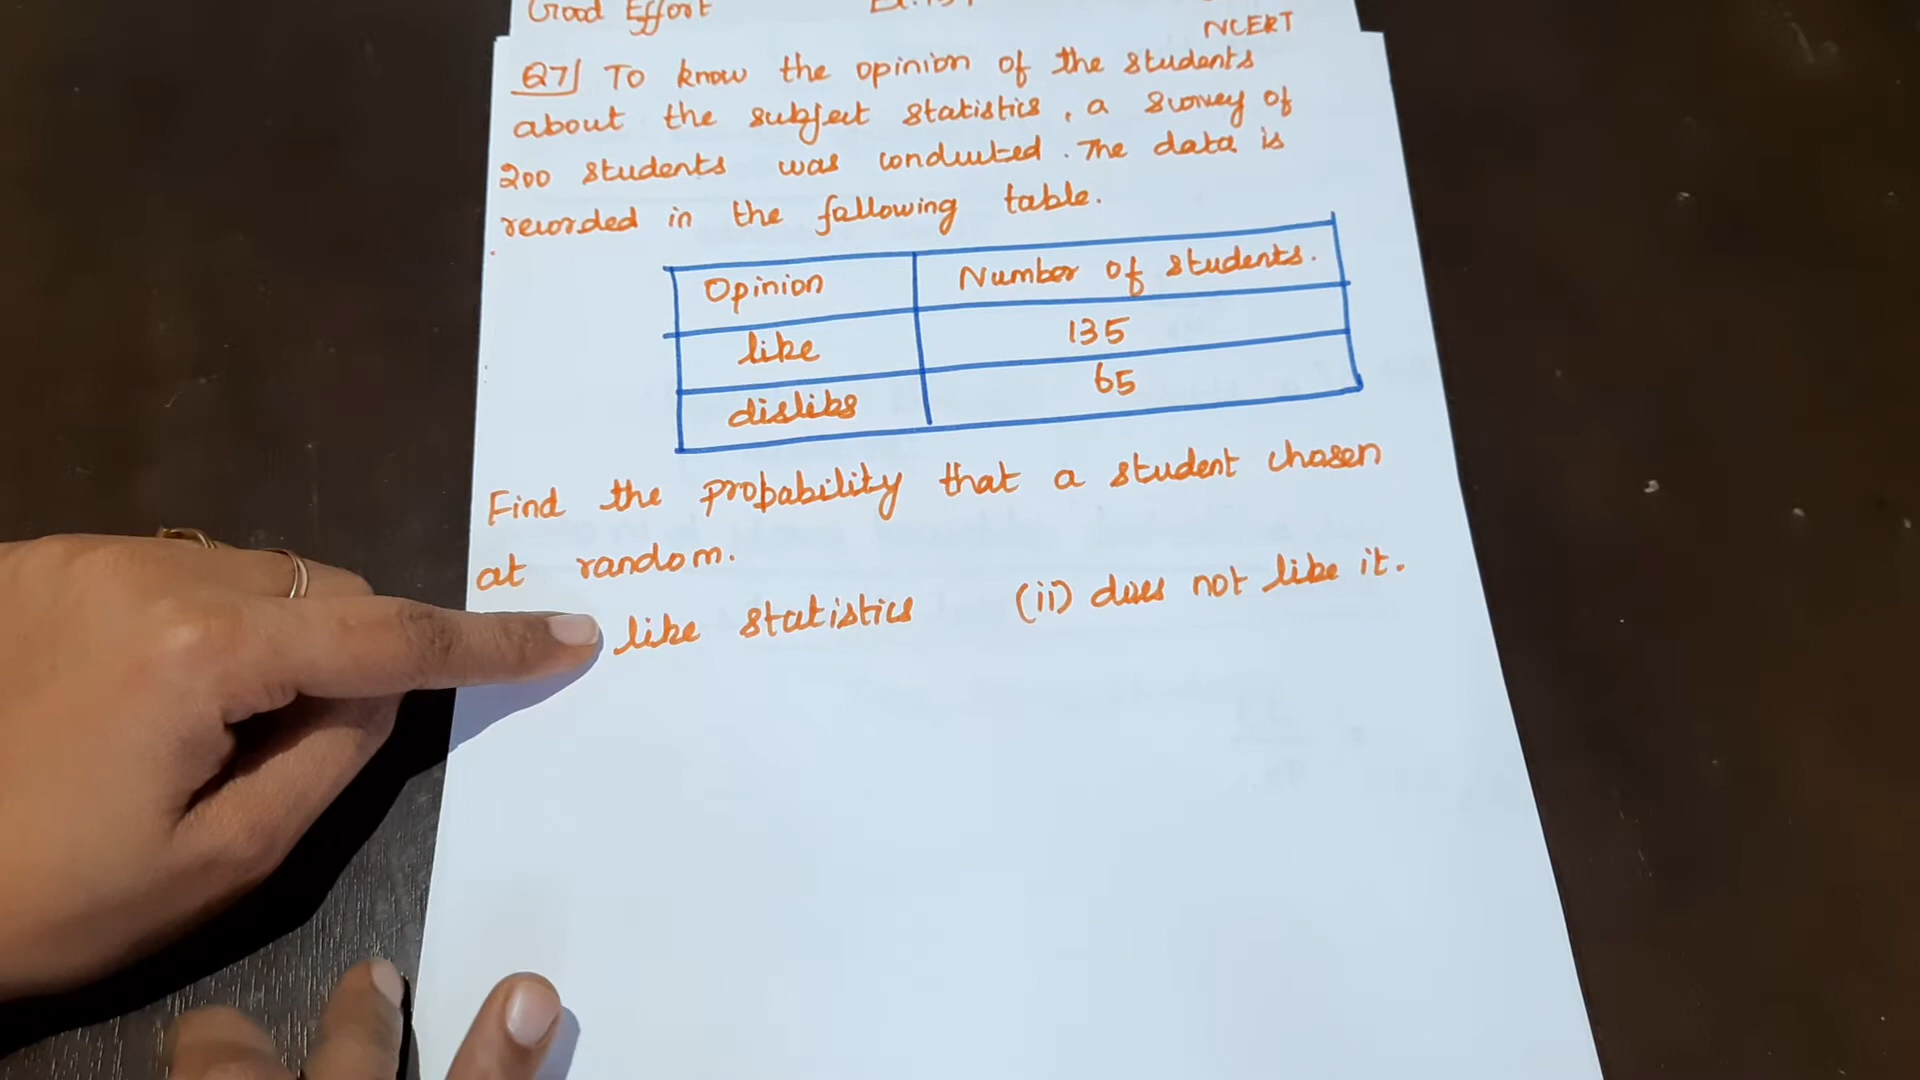 Good Effort
NCERT
Q7 To know the opinion of the students
about the subject statistics, a survey of
200 students was conducted. The data is
recorded in the following table.
Opinion Number of students.
like 135
dislike 65
Find the probability that a student chosen
at random.
like statistics (ii) does not like it.